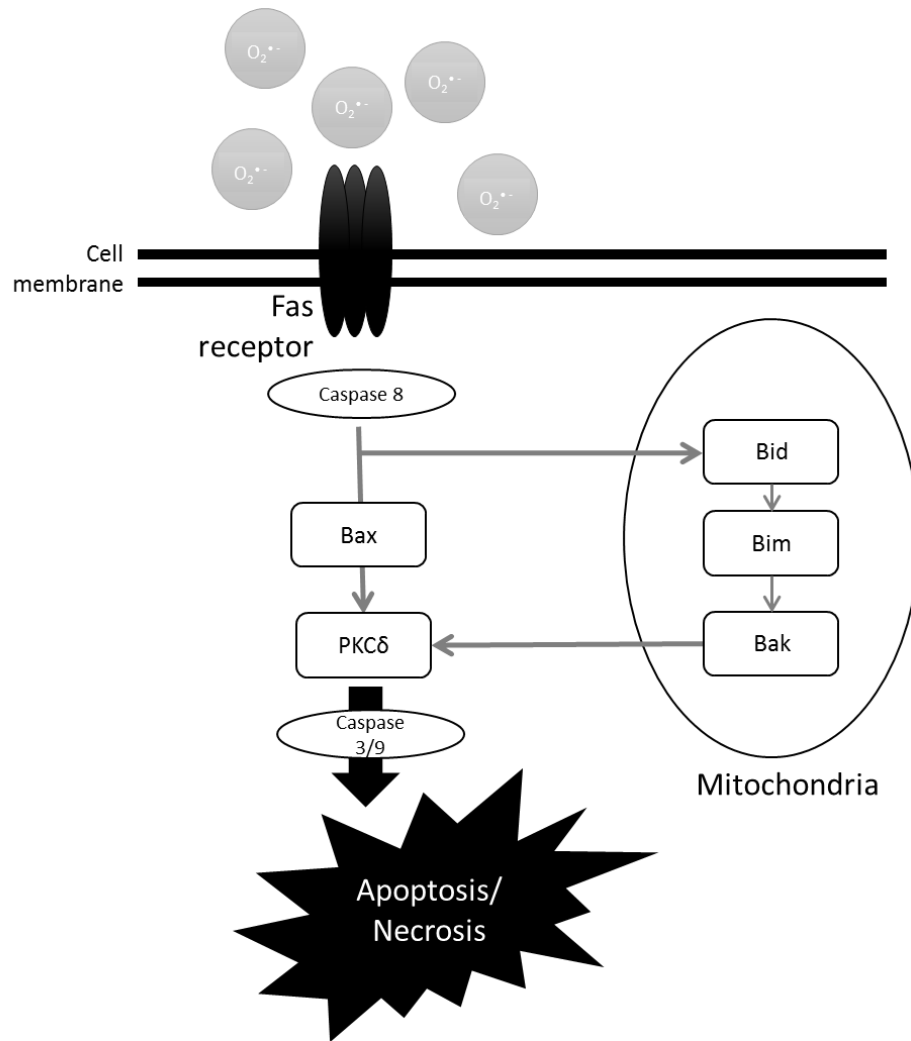 O₂•-
O₂•-
O₂•-
O₂•-
O₂•-
Cell
membrane
Fas
receptor
Caspase 8
Bid
Bax
Bim
PKCδ
Bak
Caspase
3/9
Mitochondria
Apoptosis/
Necrosis